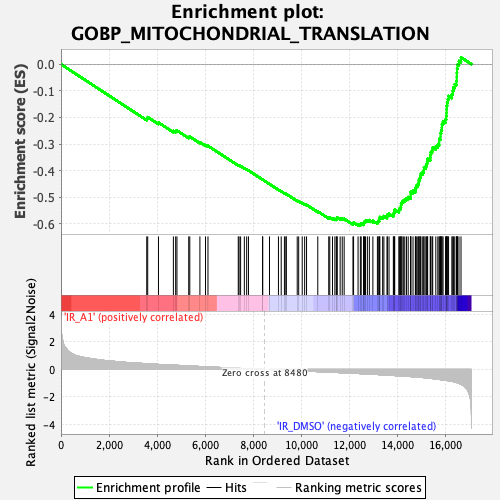 Enrichment plot:
GOBP_MITOCHONDRIAL_TRANSLATION
Enrichment score (ES)
0.0
-0.1
-0.2
-0.3
-0.4
-0.5
-0.6
'IR_A1' (positively correlated)
Ranked list metric (Signal2Noise)
4
2
0
-2
-4
Zero cross at 8480
'IR_DMSO' (negatively correlated)
0
2,000
4,000
6,000
8,000
10,000
12,000
14,000
16,000
Rank in Ordered Dataset
Enrichment profile
Hits
Ranking metric scores